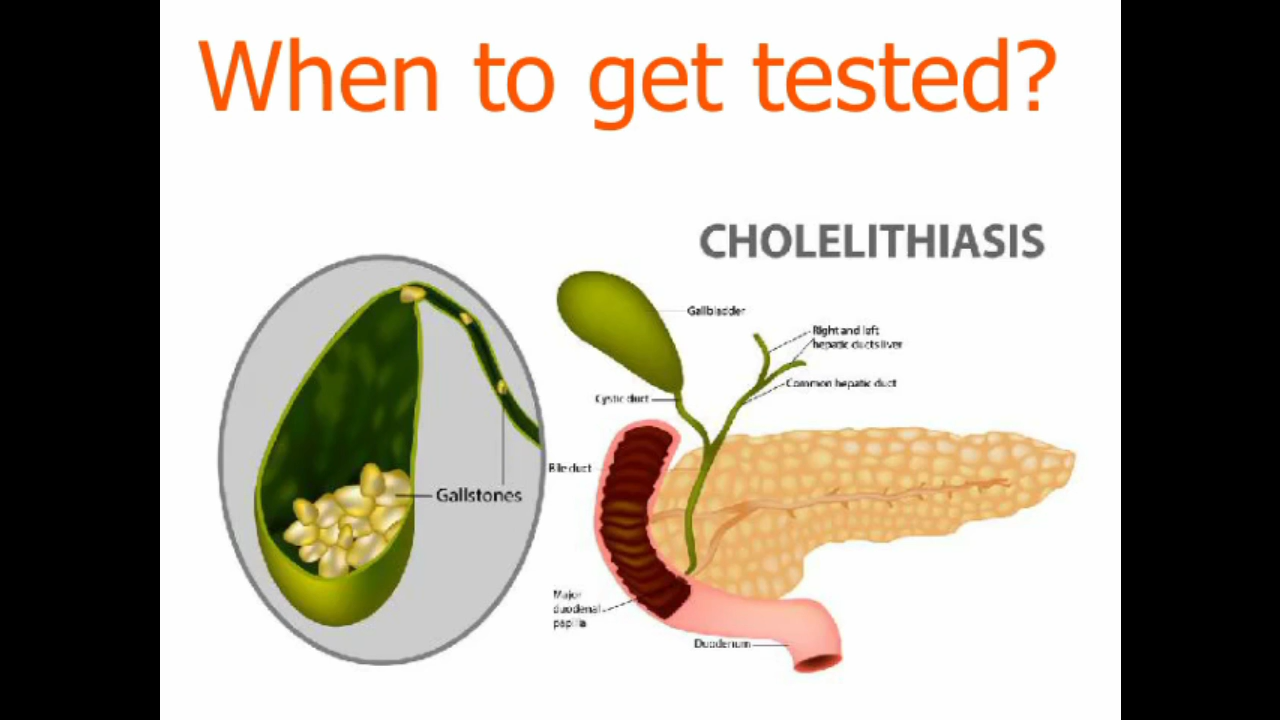 When to get tested?
CHOLELITHIASIS
Gallbladder
Right and left
hepatic ducts liver
Common hepatic duct
Cystic duct
Bile duct
Gallstones
Major
duodenal
papilla
Duodenum